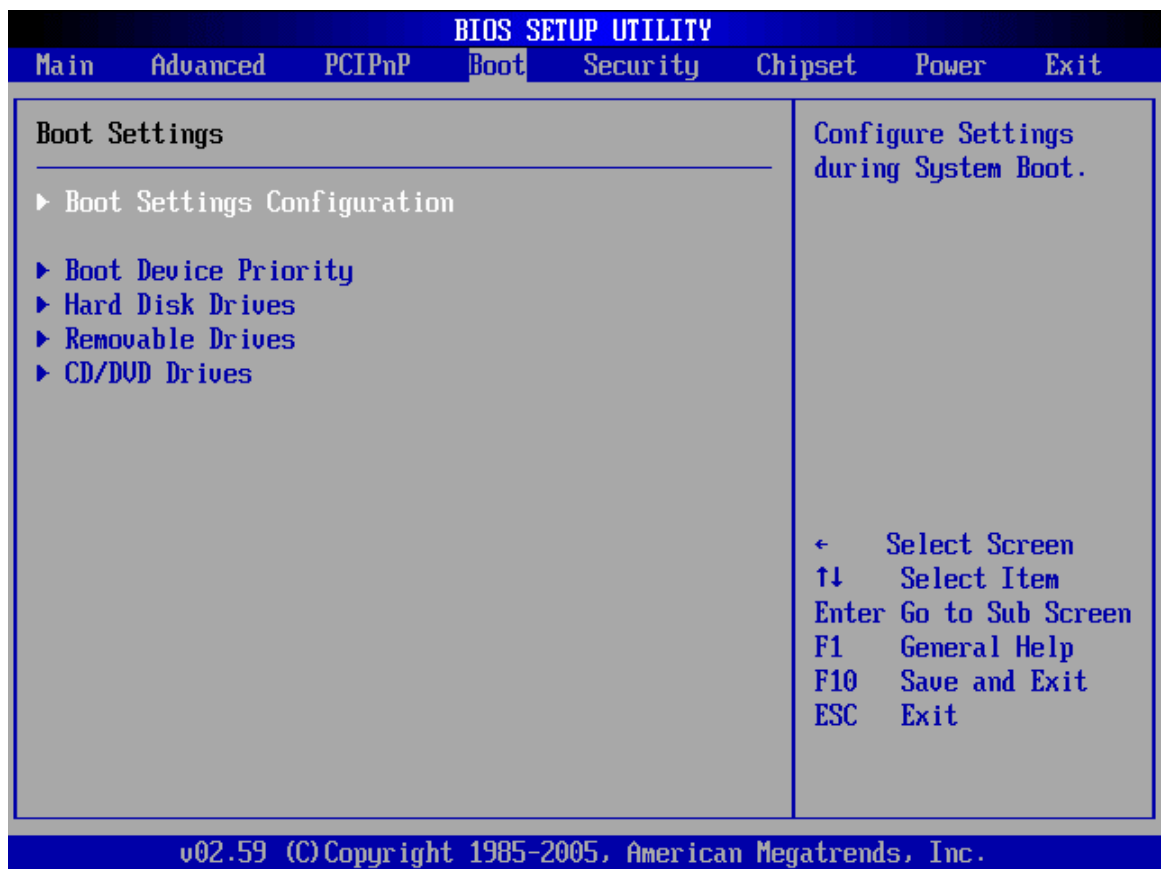 BIOS SETUP UTILITY
Main Advanced PCIPnP Boot Security Chipset Power Exit
Boot Settings
▶ Boot Settings Configuration
▶ Boot Device Priority
▶ Hard Disk Drives
▶ Removable Drives
▶ CD/DVD Drives
Configure Settings
during System Boot.
← Select Screen
↑↓ Select Item
Enter Go to Sub Screen
F1 General Help
F10 Save and Exit
ESC Exit
v02.59 (C)Copyright 1985-2005, American Megatrends, Inc.